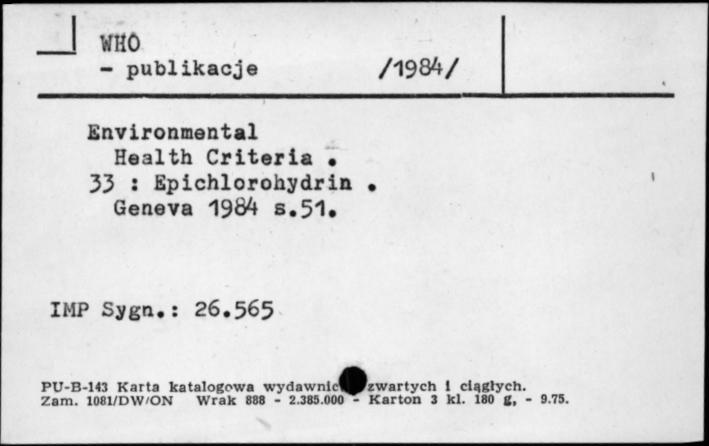 WHO
- publikacje /1984/
Environmental
Health Criteria .
33 : Epichlorohydrin .
Geneva 1984 s.51.
IMP Sygn.: 26.565
PU-B-143 Karta katalogowa zwartych i ciągłych.
Zam. 1081/DW/ON Wrak 888 - 2.385.000 - Karton 3 kl. 180 g, - 9.75.